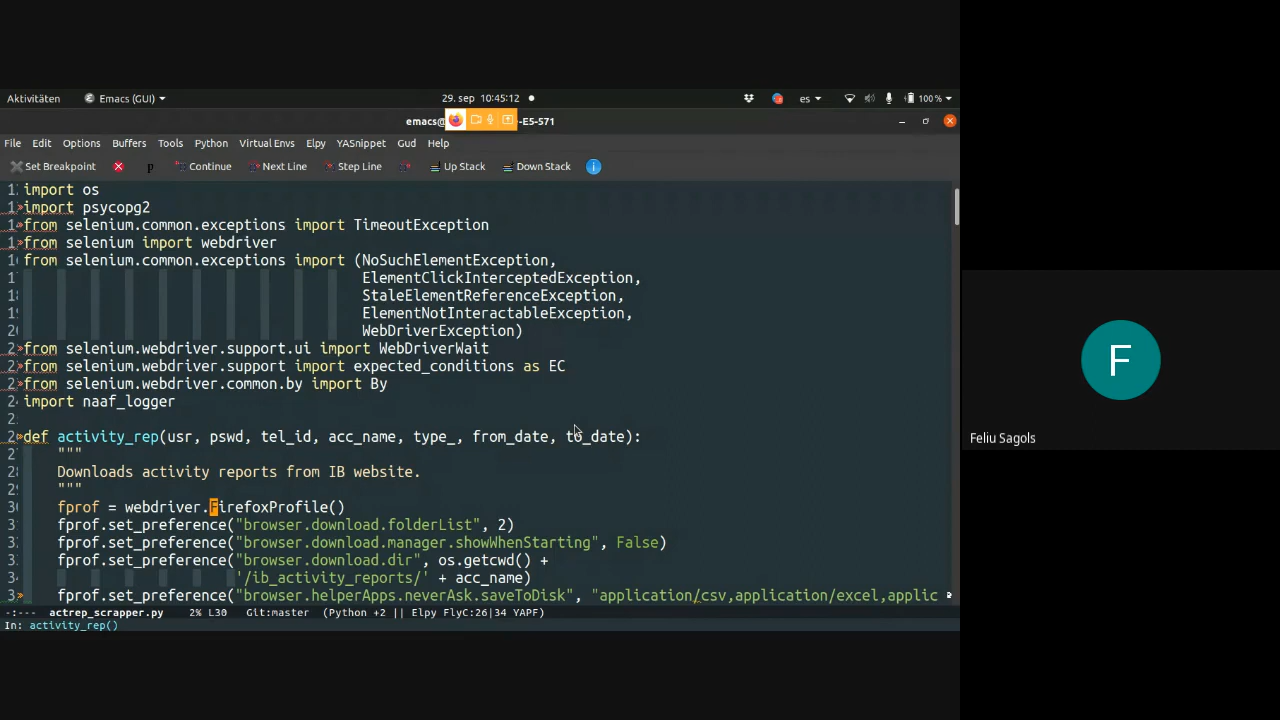 Aktivitäten Emacs (GUI) 29. sep 10:45:12 es 100%
emacs@ -E5-571
File Edit Options Buffers Tools Python Virtual Envs Elpy YASnippet Gud Help
Set Breakpoint p Continue Next Line Step Line Up Stack Down Stack
import os
import psycopg2
from selenium.common.exceptions import TimeoutException
from selenium import webdriver
from selenium.common.exceptions import (NoSuchElementException,
ElementClickInterceptedException,
StaleElementReferenceException,
ElementNotInteractableException,
WebDriverException)
from selenium.webdriver.support.ui import WebDriverWait
from selenium.webdriver.support import expected_conditions as EC
from selenium.webdriver.common.by import By
24 import naaf_logger
25
def activity_rep(usr, pswd, tel_id, acc_name, type_, from_date, to_date):
"""
Downloads activity reports from IB website.
"""
fprof = webdriver.FirefoxProfile()
fprof.set_preference("browser.download.folderList", 2)
fprof.set_preference("browser.download.manager.showWhenStarting", False)
fprof.set_preference("browser.download.dir", os.getcwd() +
'/ib_activity_reports/' + acc_name)
fprof.set_preference("browser.helperApps.neverAsk.saveToDisk", "application/csv,application/excel,applic
-:--- actrep_scrapper.py 2% L30 Git:master (Python +2 || Elpy FlyC:26|34 YAPF)
In: activity_rep()
F
Feliu Sagols